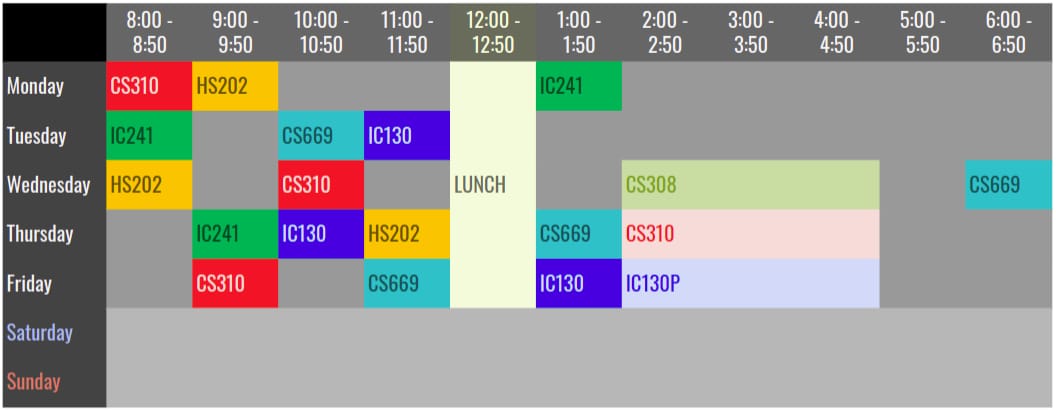 8:00 - 9:00 - 10:00 - 11:00 - 12:00 - 1:00 - 2:00 - 3:00 - 4:00 - 5:00 - 6:00 -
8:50 9:50 10:50 11:50 12:50 1:50 2:50 3:50 4:50 5:50 6:50
Monday CS310 HS202 IC241
Tuesday IC241 CS669 IC130
Wednesday HS202 CS310 LUNCH CS308 CS669
Thursday IC241 IC130 HS202 CS669 CS310
Friday CS310 CS669 IC130 IC130P
Saturday
Sunday